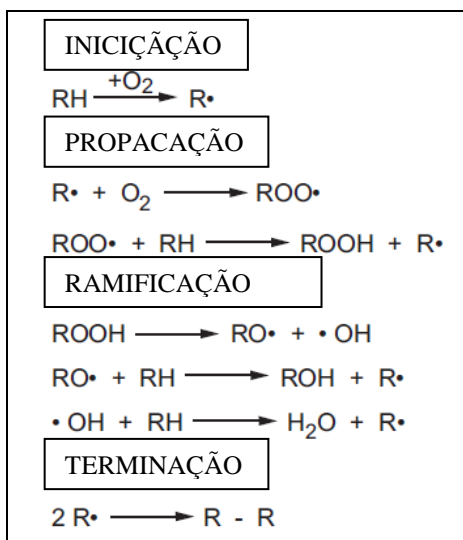 INICIÇÃÇÃO
RH +O₂ ⟶ R•
PROPACAÇÃO
R• + O₂ ⟶ ROO•
ROO• + RH ⟶ ROOH + R•
RAMIFICAÇÃO
ROOH ⟶ RO• + •OH
RO• + RH ⟶ ROH + R•
•OH + RH ⟶ H₂O + R•
TERMINAÇÃO
2 R• ⟶ R - R